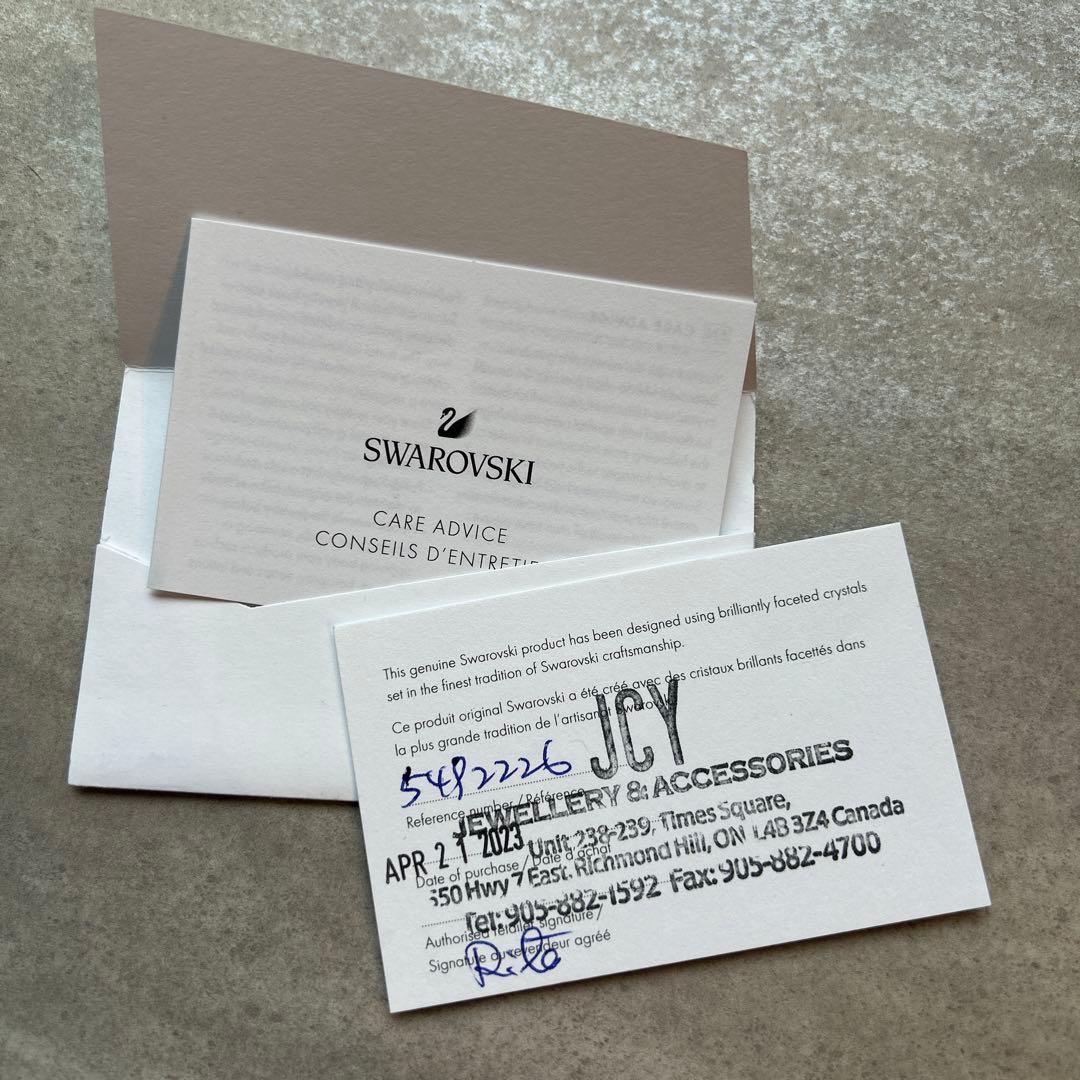 SWAROVSKI
CARE ADVICE
CONSEILS D'ENTRETIE
This genuine Swarovski product has been designed using brilliantly faceted crystals
set in the finest tradition of Swarovski craftsmanship.
Ce produit original Swarovski a été créé avec des cristaux brillants facettés dans
la plus grande tradition de l'artisanat Swarovski.
JCY
5492226
Reference number / Référence
JEWELLERY & ACCESSORIES
APR 21 2023
Unit 238-239, Times Square,
Date of purchase / Date d'achat
550 Hwy 7 East, Richmond Hill, ON L4B 3Z4 Canada
Tel: 905-882-1592 Fax: 905-882-4700
Authorised retailer signature /
Signature du revendeur agréé
Rita